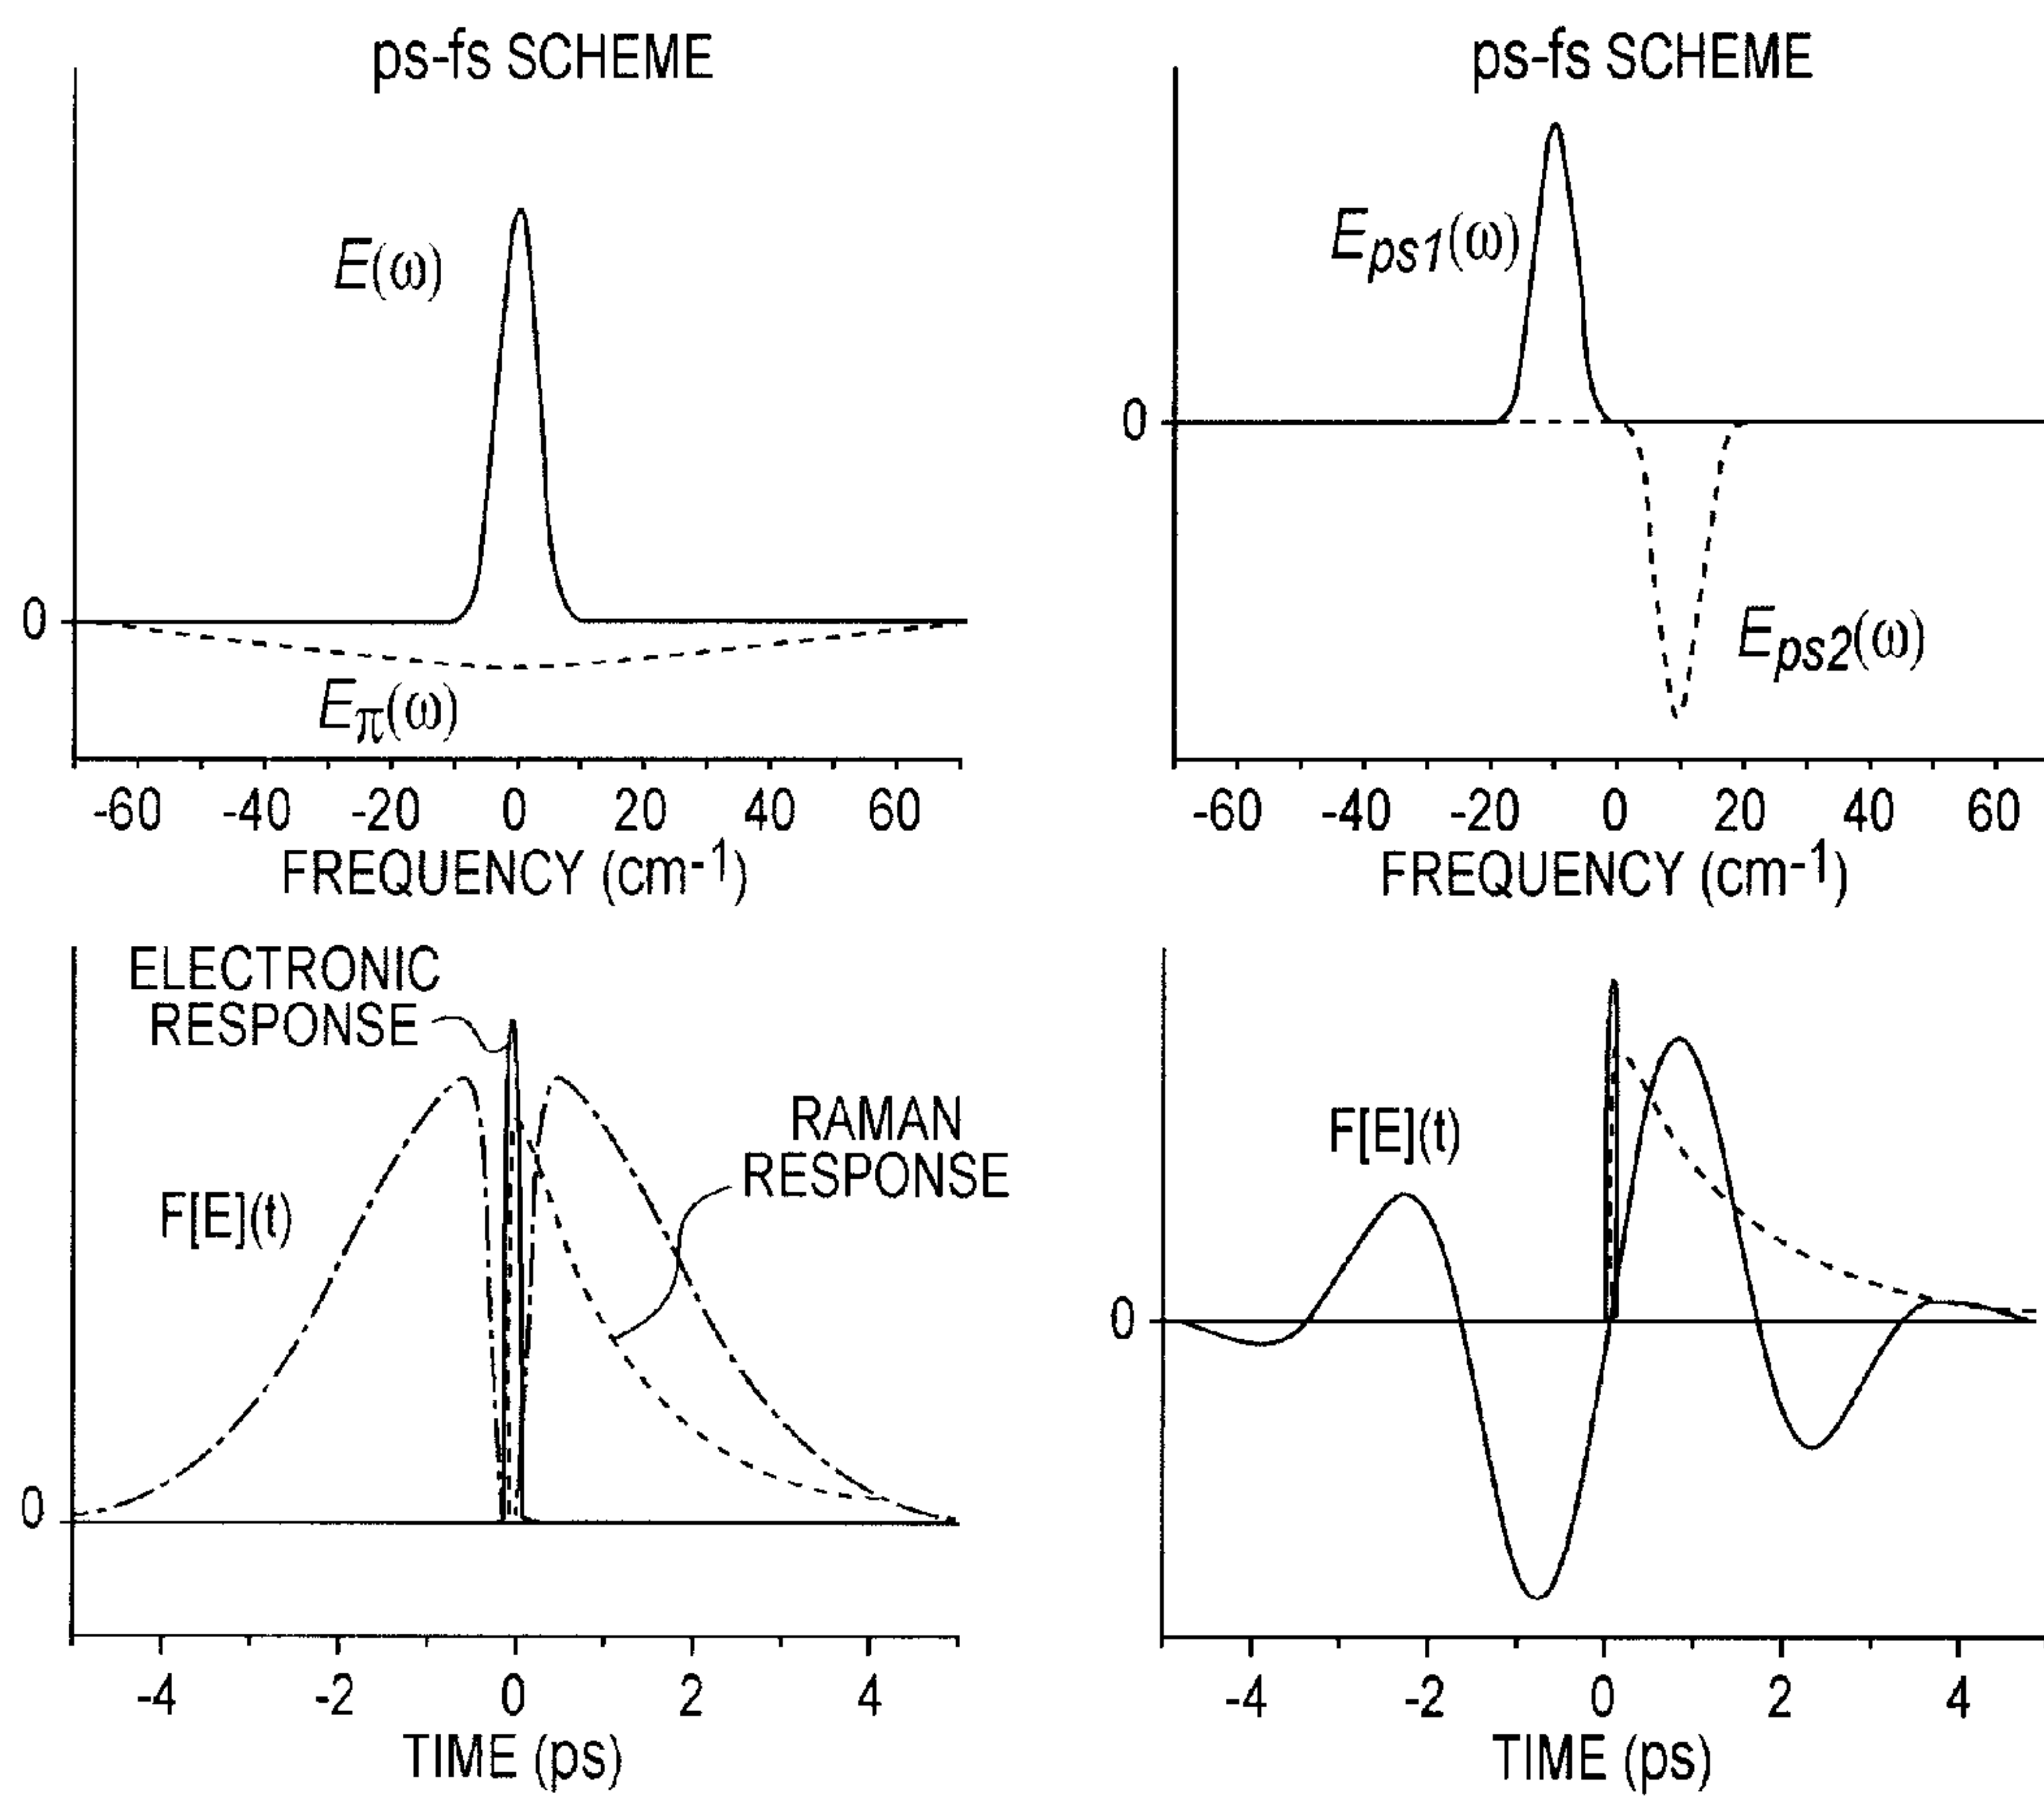 ps-fs SCHEME
E(ω)
0
Eπ(ω)
-60 -40 -20 0 20 40 60
FREQUENCY (cm-1)
ps-fs SCHEME
Eps1(ω)
0
Eps2(ω)
-60 -40 -20 0 20 40 60
FREQUENCY (cm-1)
ELECTRONIC
RESPONSE
RAMAN
RESPONSE
F[E](t)
0
-4 -2 0 2 4
TIME (ps)
F[E](t)
0
-4 -2 0 2 4
TIME (ps)